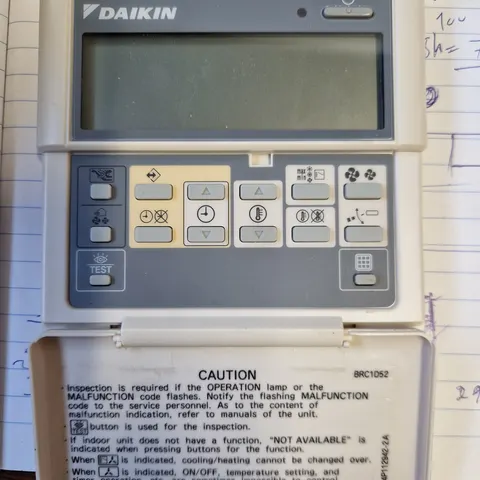 DAIKIN
100
TEST
CAUTION
BRC1052
Inspection is required if the OPERATION lamp or the
MALFUNCTION code flashes. Notify the flashing MALFUNCTION
code to the service personnel. As to the content of
malfunction indication, refer to manuals of the unit.
TEST button is used for the inspection.
If indoor unit does not have a function, "NOT AVAILABLE" is
indicated when pressing buttons for the function.
When is indicated, cooling/heating cannot be changed over.
When is indicated, ON/OFF, temperature setting, and
4P112942-2A